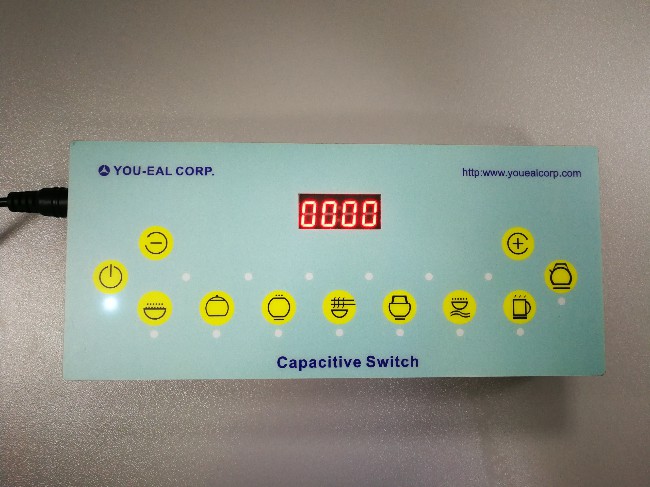 YOU-EAL CORP.
http:www.youealcorp.com
0000
Capacitive Switch